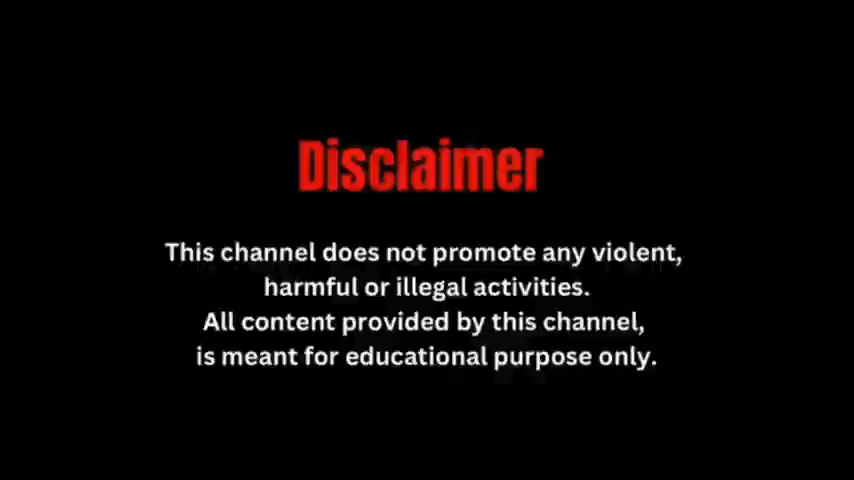 Disclaimer
This channel does not promote any violent,
harmful or illegal activities.
All content provided by this channel,
is meant for educational purpose only.